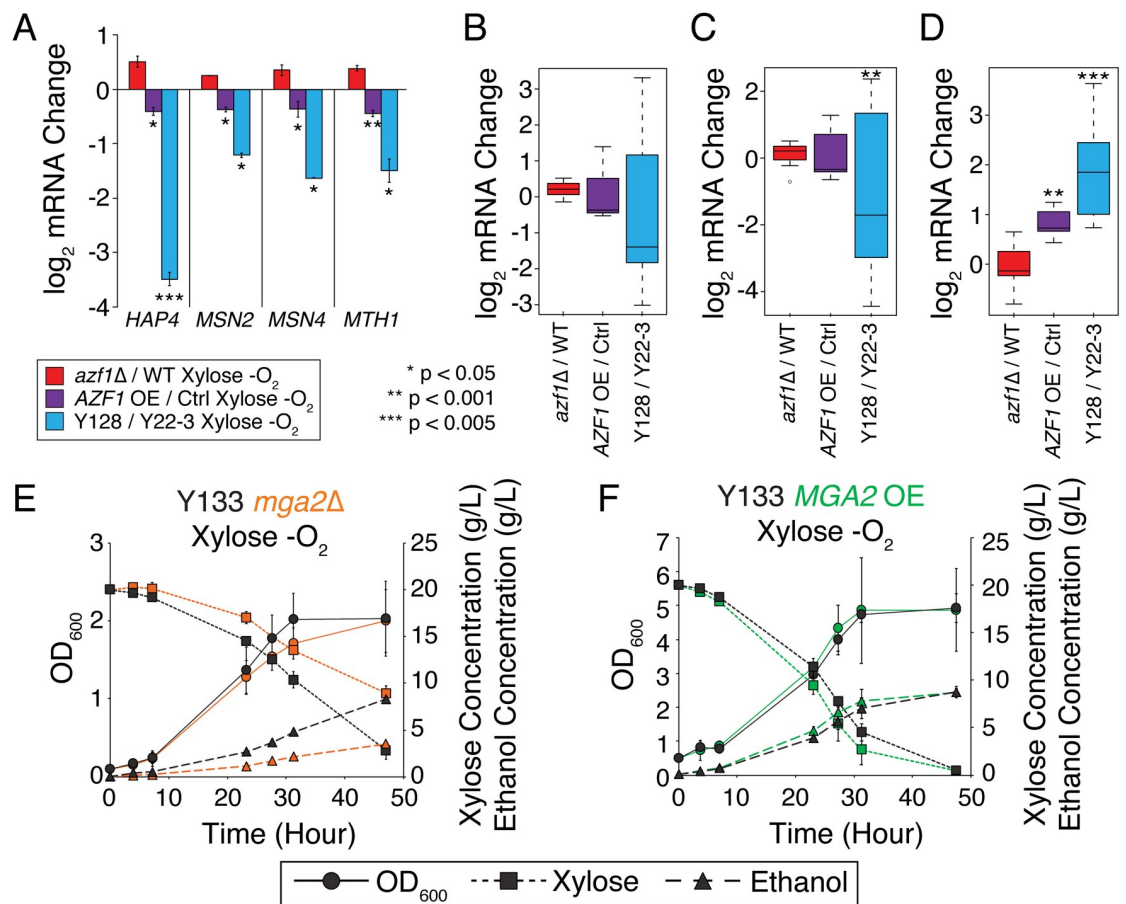 A
log₂ mRNA Change
1
0
-1
-2
-3
-4
*
***
*
*
*
*
**
*
HAP4
MSN2
MSN4
MTH1
azf1Δ / WT Xylose -O₂
AZF1 OE / Ctrl Xylose -O₂
Y128 / Y22-3 Xylose -O₂
* p < 0.05
** p < 0.001
*** p < 0.005
B
log₂ mRNA Change
3
2
1
0
-1
-2
-3
azf1Δ / WT
AZF1 OE / Ctrl
Y128 / Y22-3
C
log₂ mRNA Change
2
0
-2
-4
**
azf1Δ / WT
AZF1 OE / Ctrl
Y128 / Y22-3
D
log₂ mRNA Change
3
2
1
0
**
***
azf1Δ / WT
AZF1 OE / Ctrl
Y128 / Y22-3
E
Y133 mga2Δ
Xylose -O₂
OD₆₀₀
3
2
1
0
25
20
15
10
5
0
Xylose Concentration (g/L)
Ethanol Concentration (g/L)
0 10 20 30 40 50
Time (Hour)
F
Y133 MGA2 OE
Xylose -O₂
OD₆₀₀
7
6
5
4
3
2
1
0
25
20
15
10
5
0
Xylose Concentration (g/L)
Ethanol Concentration (g/L)
0 10 20 30 40 50
Time (Hour)
OD₆₀₀ Xylose Ethanol